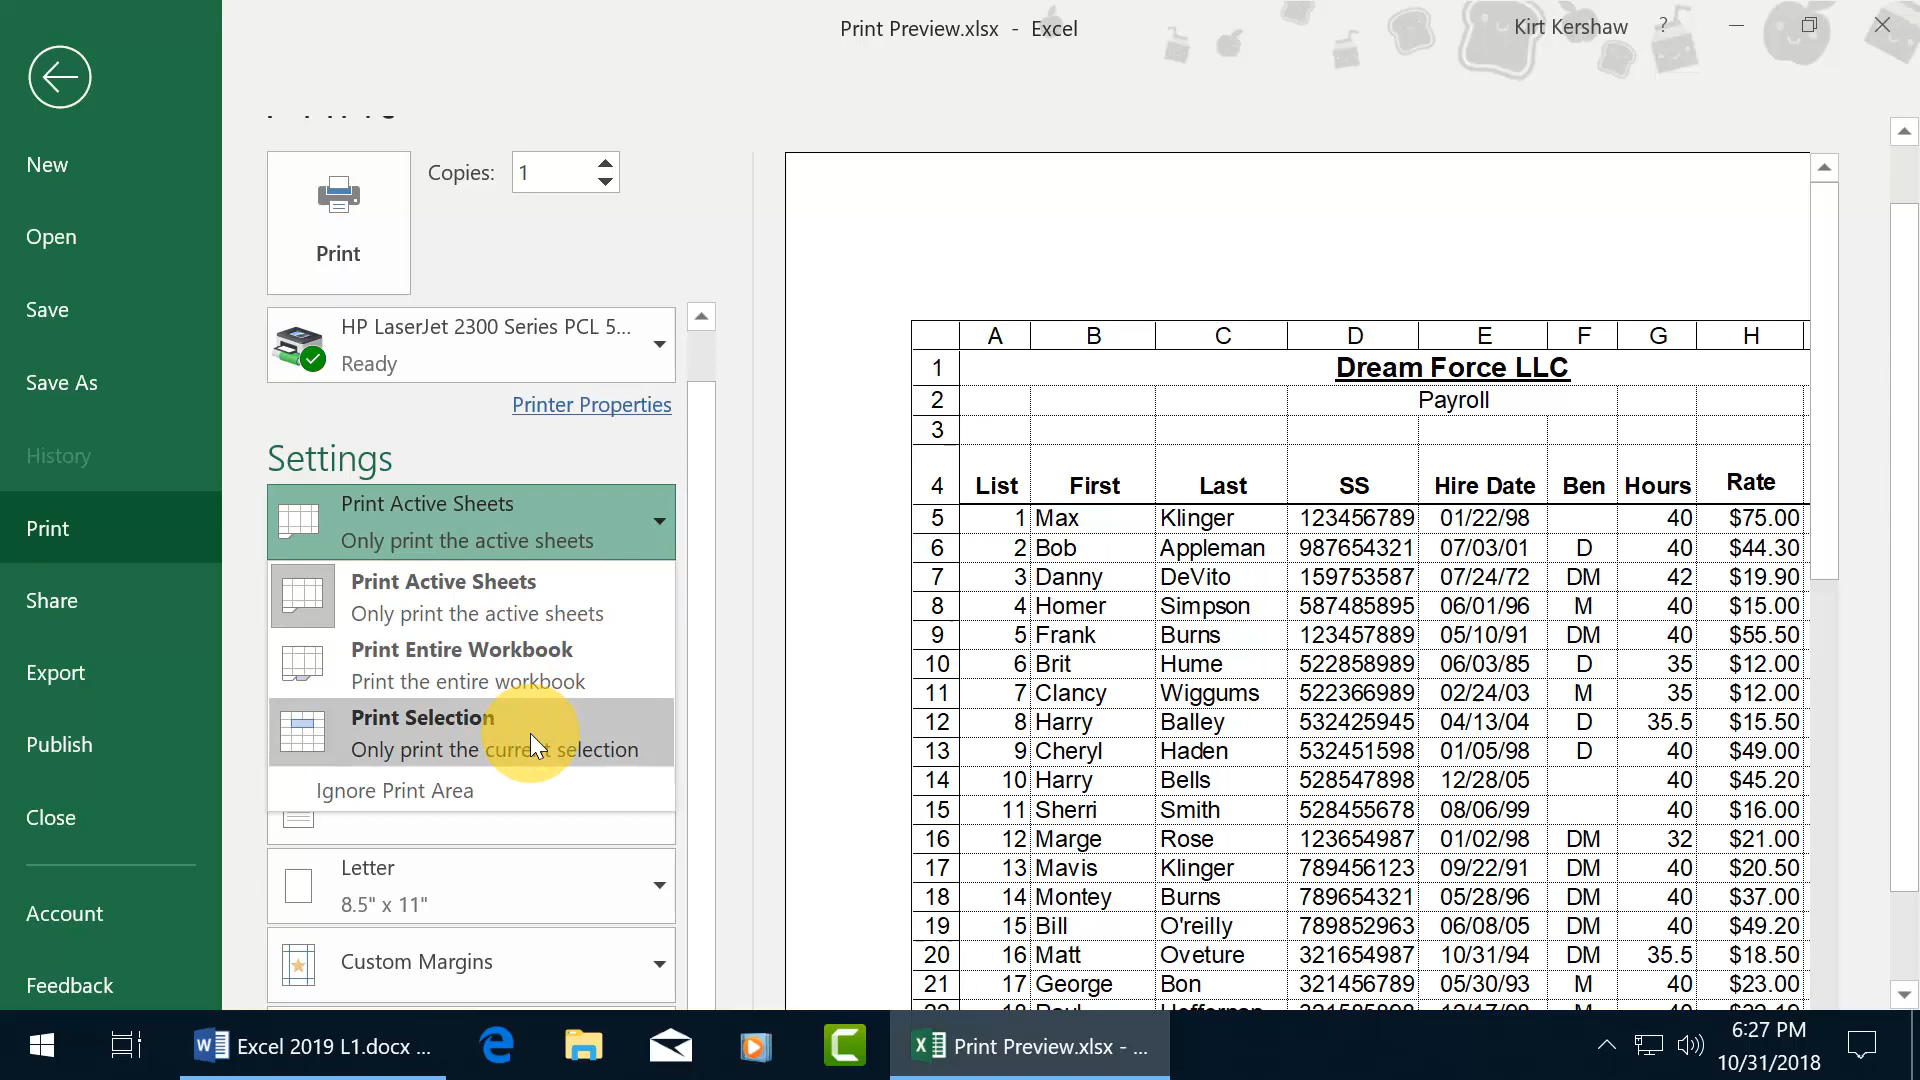 Print Preview.xlsx - Excel
Kirt Kershaw
?
New
Open
Save
Save As
History
Print
Share
Export
Publish
Close
Account
Feedback
Print
Copies: 1
HP LaserJet 2300 Series PCL 5...
Ready
Printer Properties
Settings
Print Active Sheets
Only print the active sheets
Print Active Sheets
Only print the active sheets
Print Entire Workbook
Print the entire workbook
Print Selection
Only print the current selection
Ignore Print Area
Letter
8.5" x 11"
Custom Margins
A B C D E F G H
1 Dream Force LLC
2 Payroll
3
4 List First Last SS Hire Date Ben Hours Rate
5 1 Max Klinger 123456789 01/22/98 40 $75.00
6 2 Bob Appleman 987654321 07/03/01 D 40 $44.30
7 3 Danny DeVito 159753587 07/24/72 DM 42 $19.90
8 4 Homer Simpson 587485895 06/01/96 M 40 $15.00
9 5 Frank Burns 123457889 05/10/91 DM 40 $55.50
10 6 Brit Hume 522858989 06/03/85 D 35 $12.00
11 7 Clancy Wiggums 522366989 02/24/03 M 35 $12.00
12 8 Harry Balley 532425945 04/13/04 D 35.5 $15.50
13 9 Cheryl Haden 532451598 01/05/98 D 40 $49.00
14 10 Harry Bells 528547898 12/28/05 40 $45.20
15 11 Sherri Smith 528455678 08/06/99 40 $16.00
16 12 Marge Rose 123654987 01/02/98 DM 32 $21.00
17 13 Mavis Klinger 789456123 09/22/91 DM 40 $20.50
18 14 Montey Burns 789654321 05/28/96 DM 40 $37.00
19 15 Bill O'reilly 789852963 06/08/05 DM 40 $49.20
20 16 Matt Oveture 321654987 10/31/94 DM 35.5 $18.50
21 17 George Bon 321456789 05/30/93 M 40 $23.00
Excel 2019 L1.docx ...
Print Preview.xlsx - ...
6:27 PM
10/31/2018